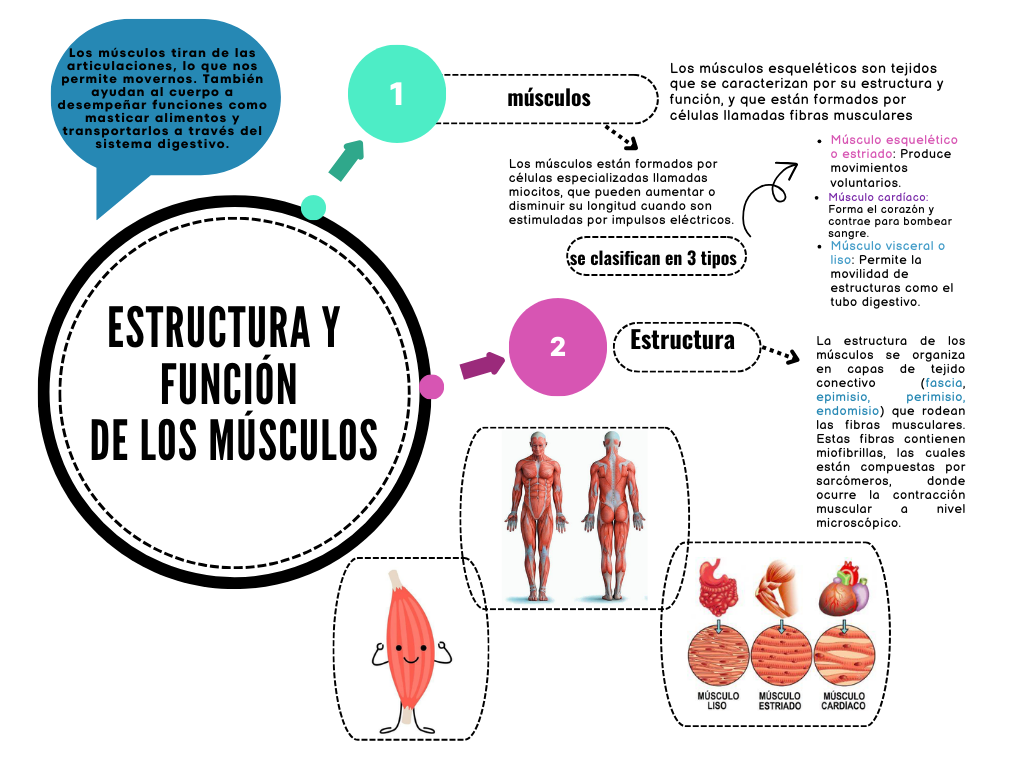 Los músculos tiran de las
articulaciones, lo que nos
permite movernos. También
ayudan al cuerpo a
desempeñar funciones como
masticar alimentos y
transportarlos a través del
sistema digestivo.
ESTRUCTURA Y
FUNCIÓN
DE LOS MÚSCULOS
1
músculos
Los músculos esqueléticos son tejidos
que se caracterizan por su estructura y
función, y que están formados por
células llamadas fibras musculares
Los músculos están formados por
células especializadas llamadas
miocitos, que pueden aumentar o
disminuir su longitud cuando son
estimuladas por impulsos eléctricos.
se clasifican en 3 tipos
• Músculo esquelético
o estriado: Produce
movimientos
voluntarios.
• Músculo cardíaco:
Forma el corazón y
contrae para bombear
sangre.
• Músculo visceral o
liso: Permite la
movilidad de
estructuras como el
tubo digestivo.
2
Estructura
La estructura de los
músculos se organiza
en capas de tejido
conectivo (fascia,
epimisio, perimisio,
endomisio) que rodean
las fibras musculares.
Estas fibras contienen
miofibrillas, las cuales
están compuestas por
sarcómeros, donde
ocurre la contracción
muscular a nivel
microscópico.
MÚSCULO
LISO
MÚSCULO
ESTRIADO
MÚSCULO
CARDÍACO